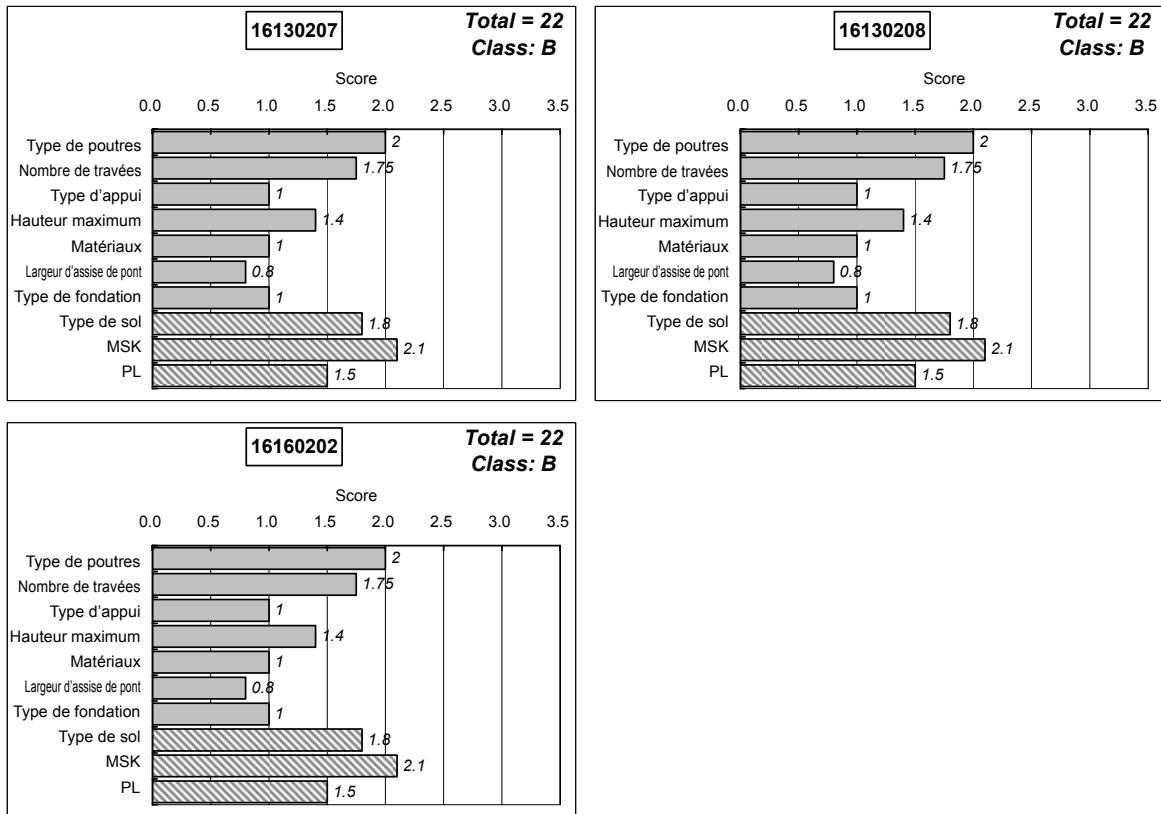 16130207
Total = 22
Class: B
Score
0.0 0.5 1.0 1.5 2.0 2.5 3.0 3.5
Type de poutres 2
Nombre de travées 1.75
Type d'appui 1
Hauteur maximum 1.4
Matériaux 1
Largeur d'assise de pont 0.8
Type de fondation 1
Type de sol 1.8
MSK 2.1
PL 1.5
16130208
Total = 22
Class: B
Score
0.0 0.5 1.0 1.5 2.0 2.5 3.0 3.5
Type de poutres 2
Nombre de travées 1.75
Type d'appui 1
Hauteur maximum 1.4
Matériaux 1
Largeur d'assise de pont 0.8
Type de fondation 1
Type de sol 1.8
MSK 2.1
PL 1.5
16160202
Total = 22
Class: B
Score
0.0 0.5 1.0 1.5 2.0 2.5 3.0 3.5
Type de poutres 2
Nombre de travées 1.75
Type d'appui 1
Hauteur maximum 1.4
Matériaux 1
Largeur d'assise de pont 0.8
Type de fondation 1
Type de sol 1.8
MSK 2.1
PL 1.5